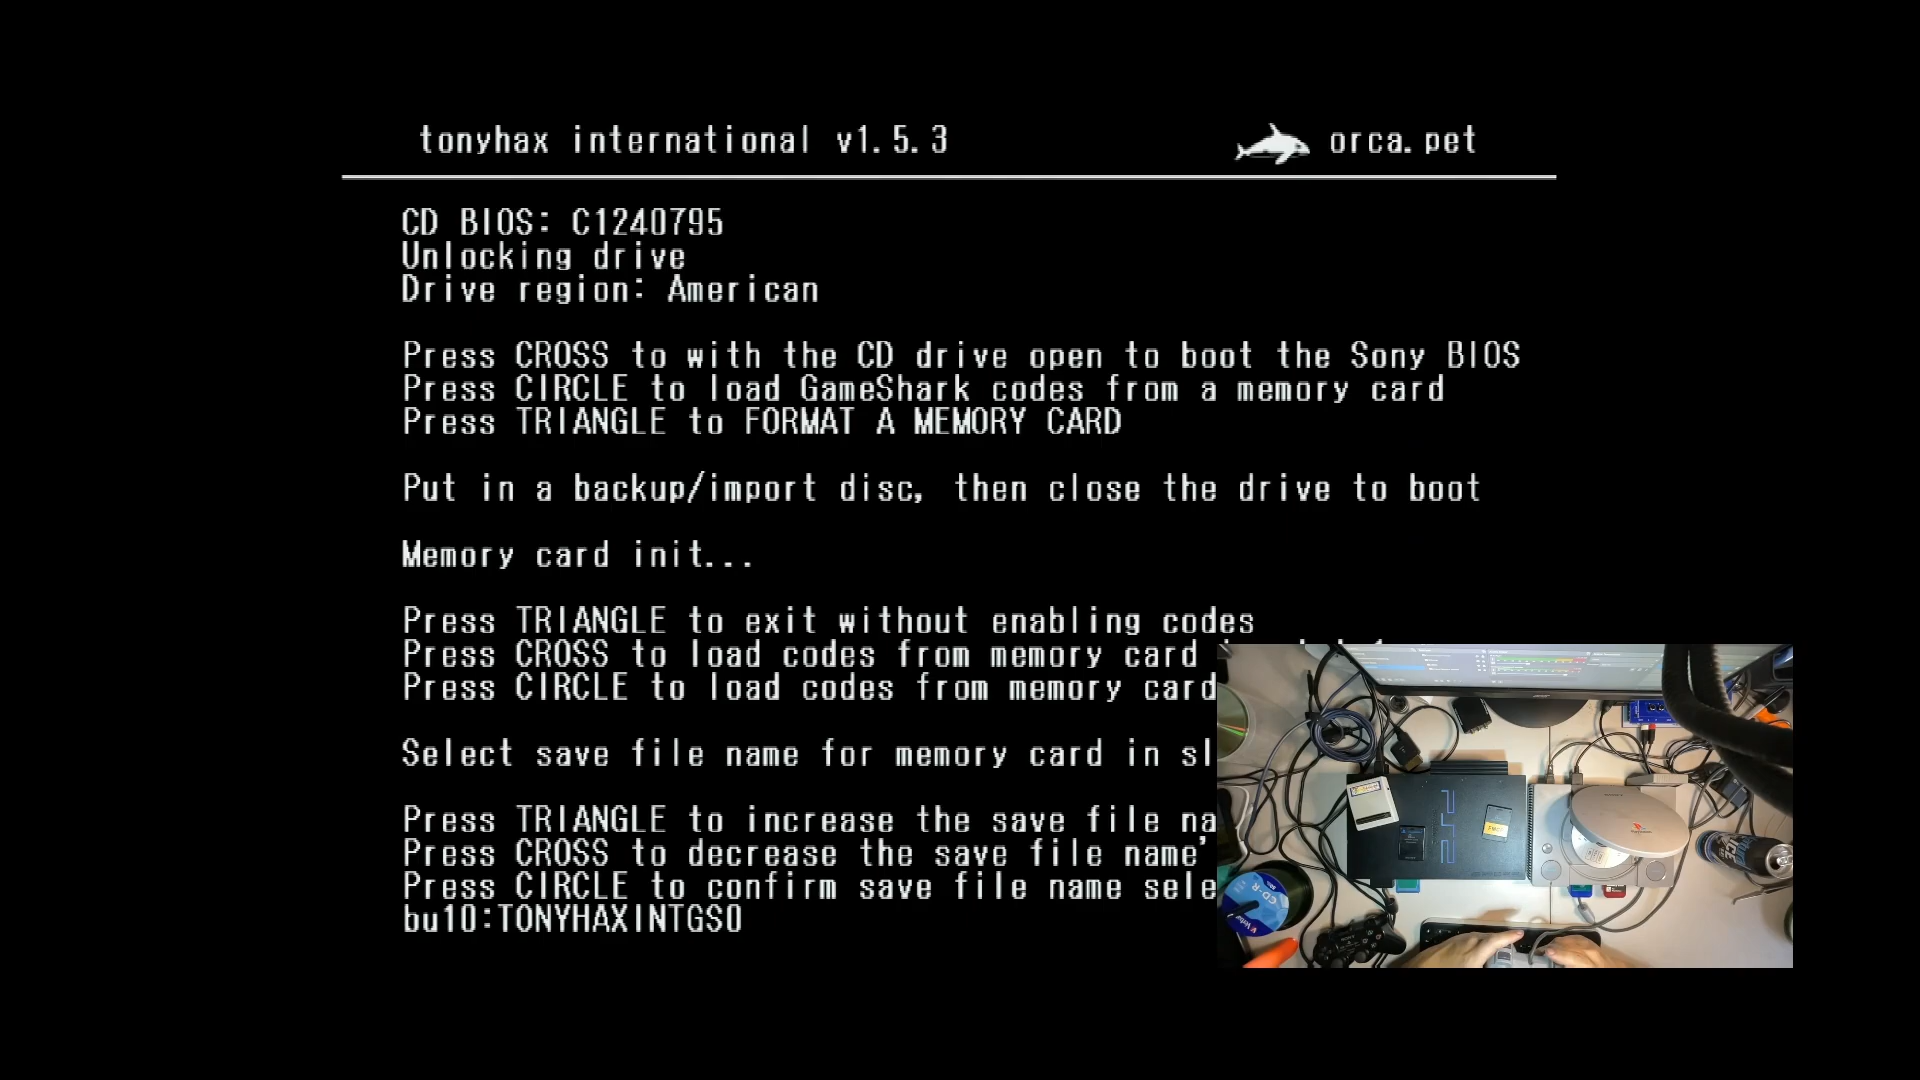 tonyhax international v1.5.3
orca.pet
CD BIOS: C1240795
Unlocking drive
Drive region: American
Press CROSS to with the CD drive open to boot the Sony BIOS
Press CIRCLE to load GameShark codes from a memory card
Press TRIANGLE to FORMAT A MEMORY CARD
Put in a backup/import disc, then close the drive to boot
Memory card init...
Press TRIANGLE to exit without enabling codes
Press CROSS to load codes from memory card
Press CIRCLE to load codes from memory card
Select save file name for memory card in sl
Press TRIANGLE to increase the save file na
Press CROSS to decrease the save file name'
Press CIRCLE to confirm save file name sele
bu10:TONYHAXINTGS0
PS2
CD-R
ICE